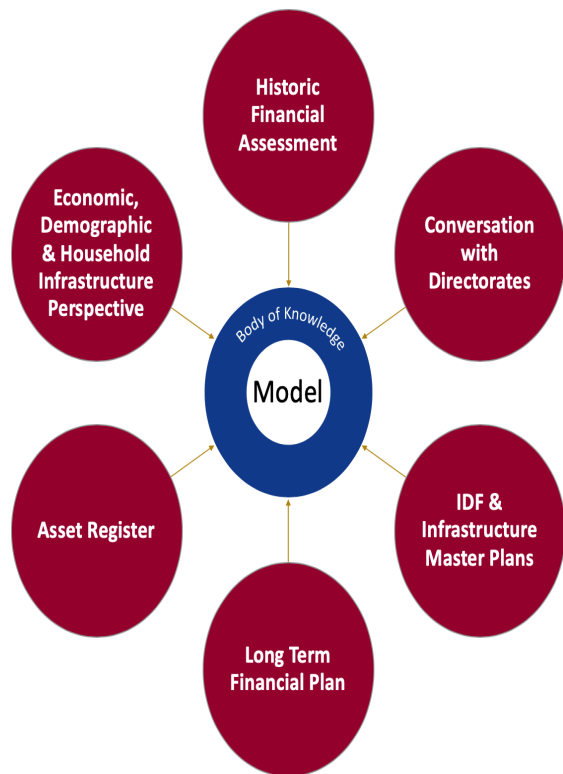 Historic
Financial
Assessment
Economic,
Demographic
& Household
Infrastructure
Perspective
Conversation
with
Directorates
Body of Knowledge
Model
Asset Register
IDF &
Infrastructure
Master Plans
Long Term
Financial Plan